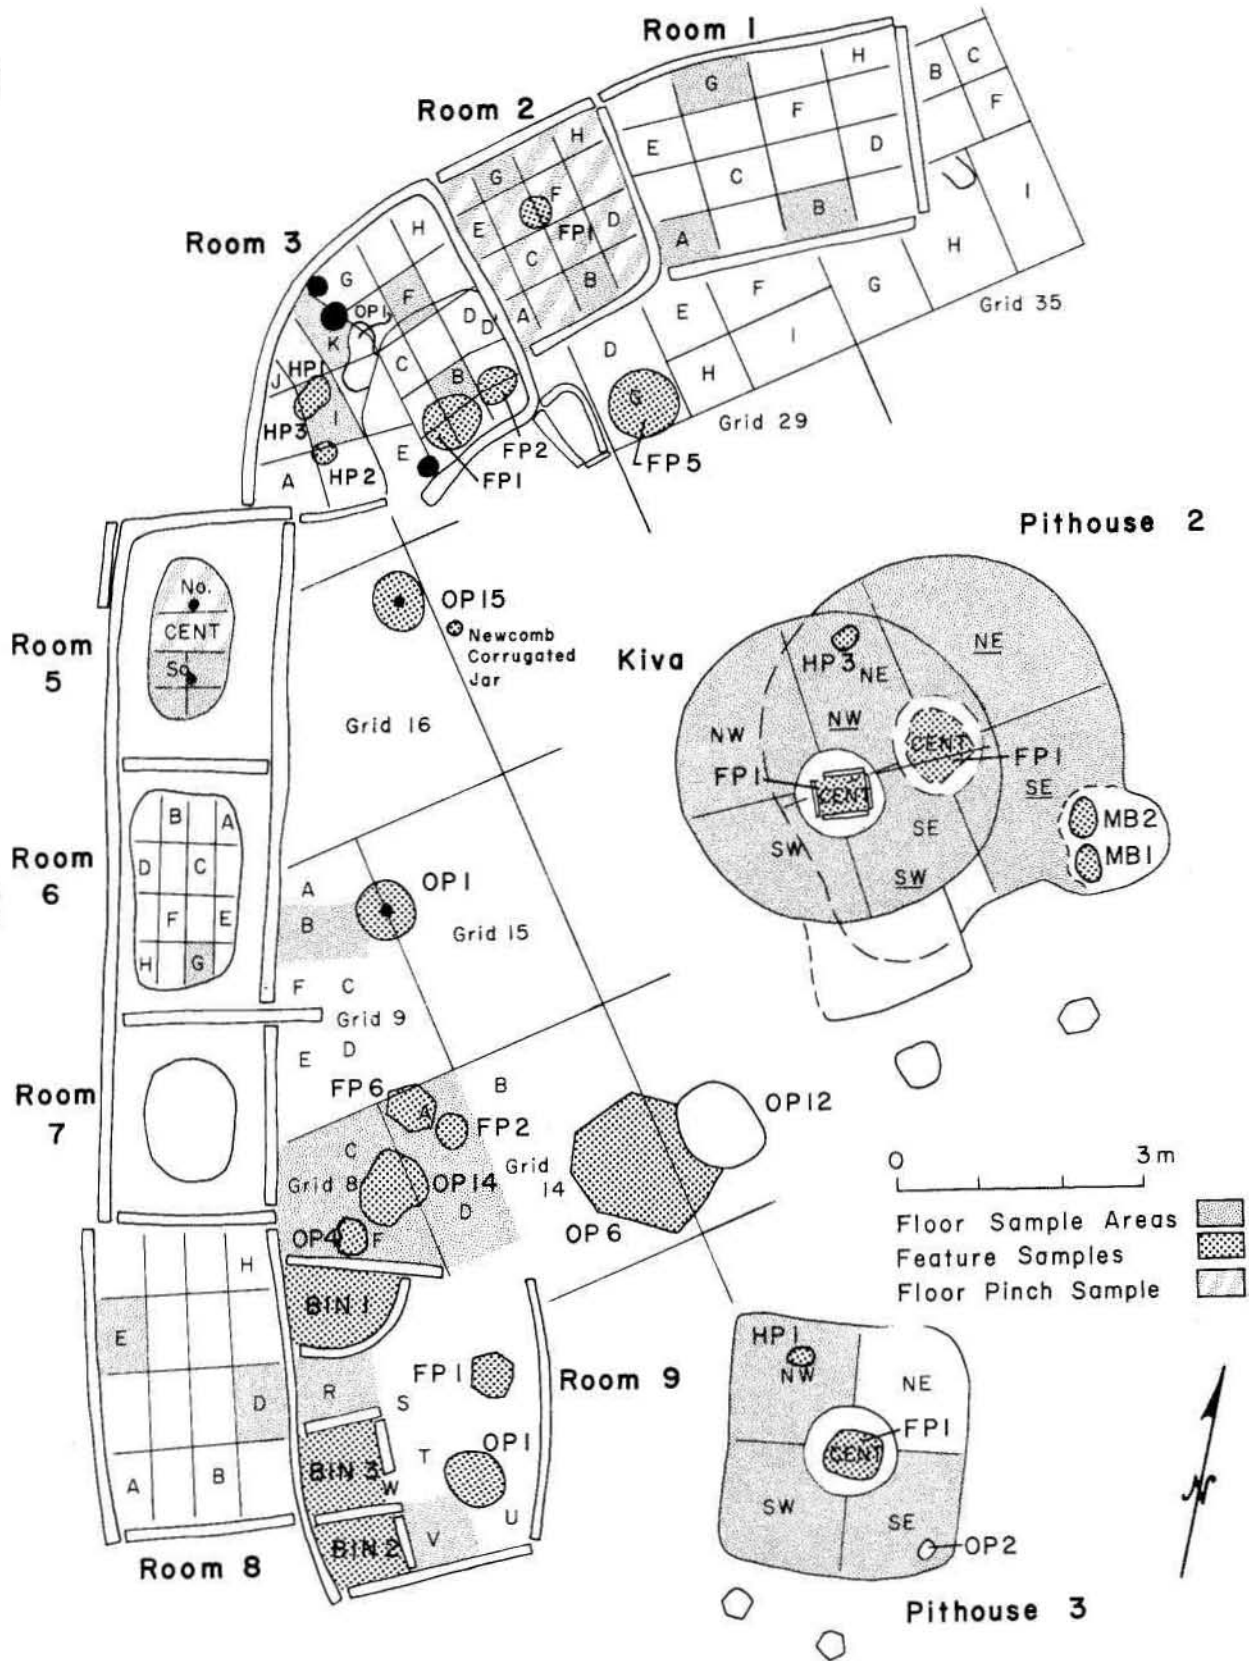 Room 1
H
B
C
G
F
F
Room 2
H
E
D
G
C
I
F
E
D
B
FP1
Room 3
H
C
A
H
G
B
F
G
E
Grid 35
F
OP1
D
A
D
K
D
I
C
H
HP1
J
B
G
Grid 29
I
HP3
E
FP2
FP5
A
HP2
FP1
Pithouse 2
No.
OP15
CENT
Newcomb
Corrugated
Jar
Room
5
So.
Kiva
NE
HP3
NE
Grid 16
NW
NW
CENT
FP1
FP1
CENT
SE
B
A
MB2
SE
Room
6
D
C
SW
MB1
A
OP1
SW
F
E
B
Grid 15
H
G
F
C
Grid 9
E
D
FP6
B
Room
7
A
FP2
OP12
C
Grid
14
0
3m
Grid 8
OP14
D
Floor Sample Areas
OP4
F
OP6
Feature Samples
H
Floor Pinch Sample
BIN 1
E
HP1
NW
FP1
Room 9
NE
R
D
S
FP1
OP1
CENT
T
BIN 3
A
B
W
SW
U
SE
V
BIN 2
OP2
Room 8
N
Pithouse 3